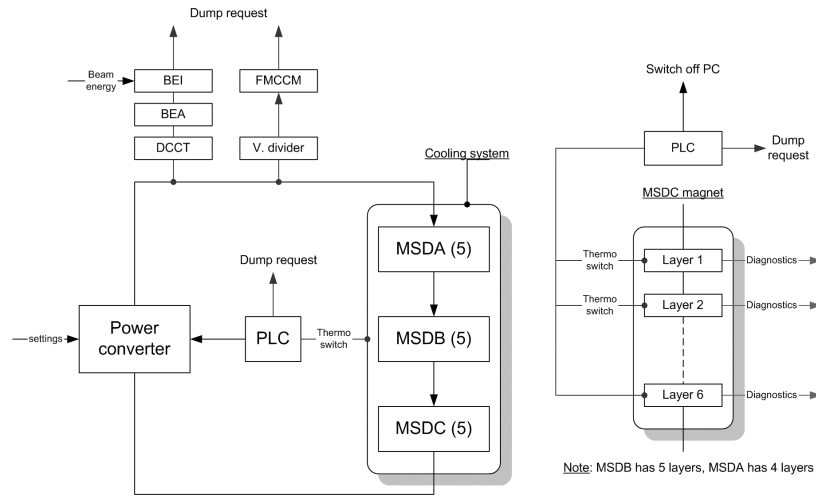 Dump request
Beam
energy
BEI
FMCCM
BEA
DCCT
V. divider
Cooling system
MSDA (5)
Dump request
settings
Power
converter
PLC
Thermo
switch
MSDB (5)
MSDC (5)
Switch off PC
PLC
Dump
request
MSDC magnet
Thermo
switch
Layer 1
Diagnostics
Thermo
switch
Layer 2
Diagnostics
Layer 6
Diagnostics
Note: MSDB has 5 layers, MSDA has 4 layers